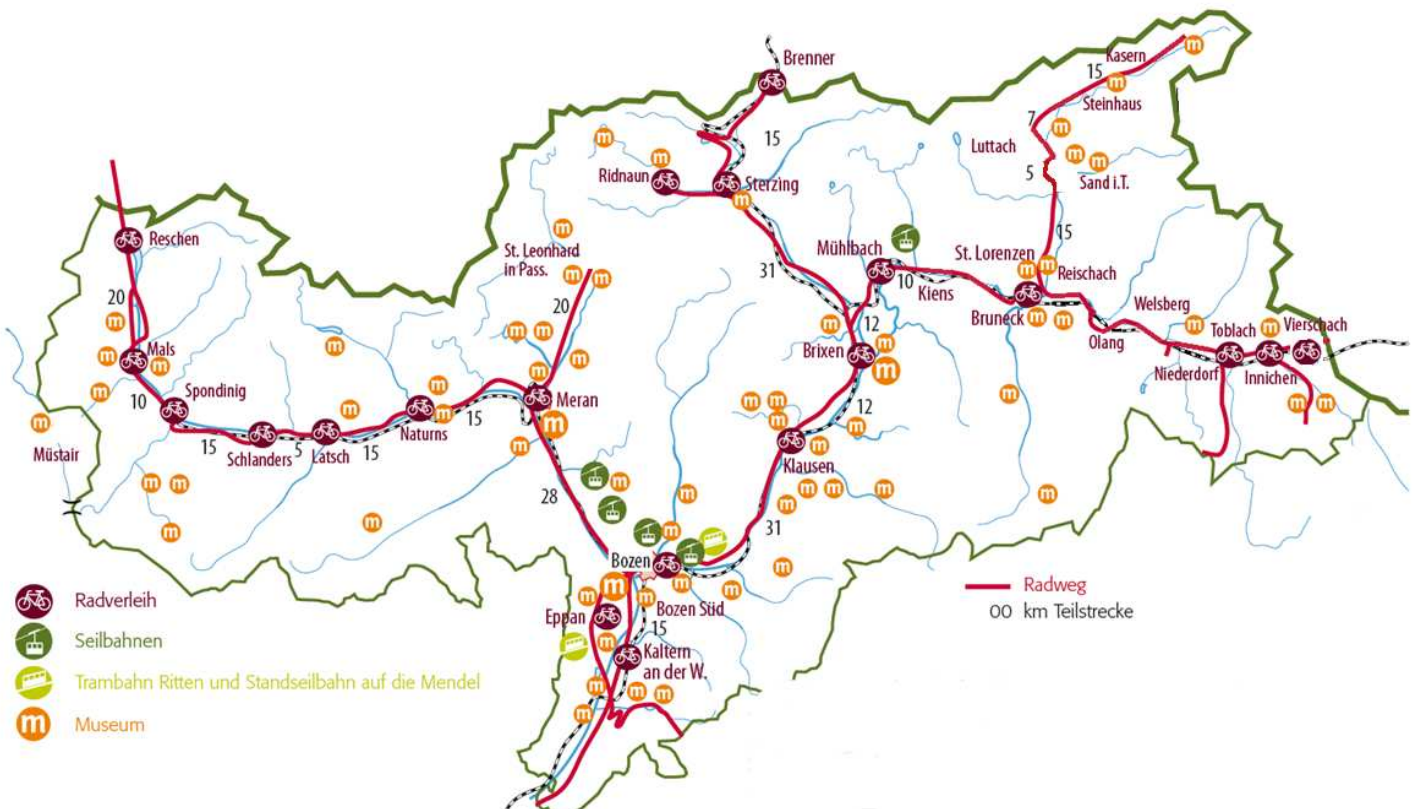 Brenner
Kasern
15
m
Steinhaus
7
15
Luttach
5
Sand i.T.
Ridnaun
Sterzing
Reschen
St. Leonhard
in Pass.
Mühlbach
St. Lorenzen
15
Reischach
31
10
Kiens
20
20
Bruneck
Welsberg
Toblach
Vierschach
12
Olang
Brixen
Niederdorf
Innichen
Mals
Spondinig
10
Meran
Naturns
15
12
Müstair
15
Schlanders
5
Latsch
15
Klausen
28
31
Bozen
Radverleih
Radweg
00 km Teilstrecke
Eppan
15
Bozen Süd
Seilbahnen
Kaltern
an der W.
Trambahn Ritten und Standseilbahn auf die Mendel
m Museum